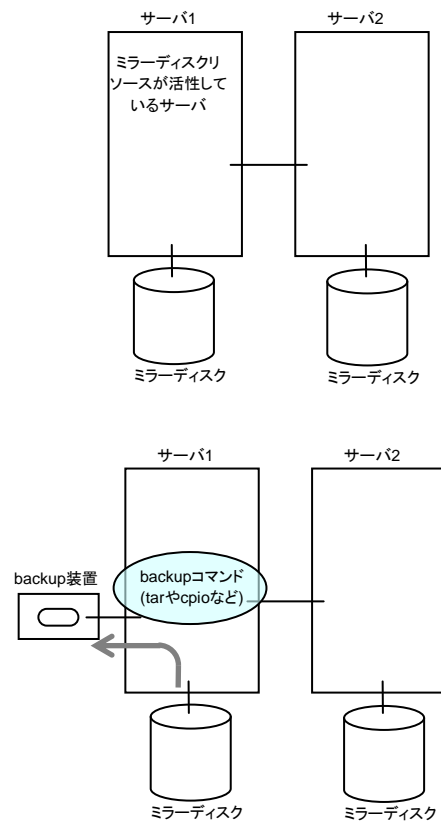 サーバ1
サーバ2
ミラーディスクリ
ソースが活性して
いるサーバ
ミラーディスク
ミラーディスク
サーバ1
サーバ2
backup装置
backupコマンド
(tarやcpioなど)
ミラーディスク
ミラーディスク